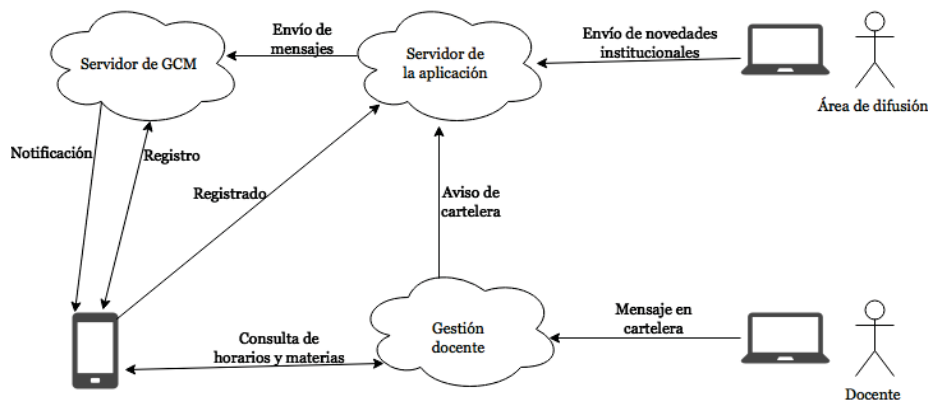 Envío de
mensajes
Envío de novedades
institucionales
Servidor de GCM
Servidor de
la aplicación
Área de difusión
Notificación
Registro
Registrado
Aviso de
cartelera
Mensaje en
cartelera
Gestión
docente
Consulta de
horarios y materias
Docente